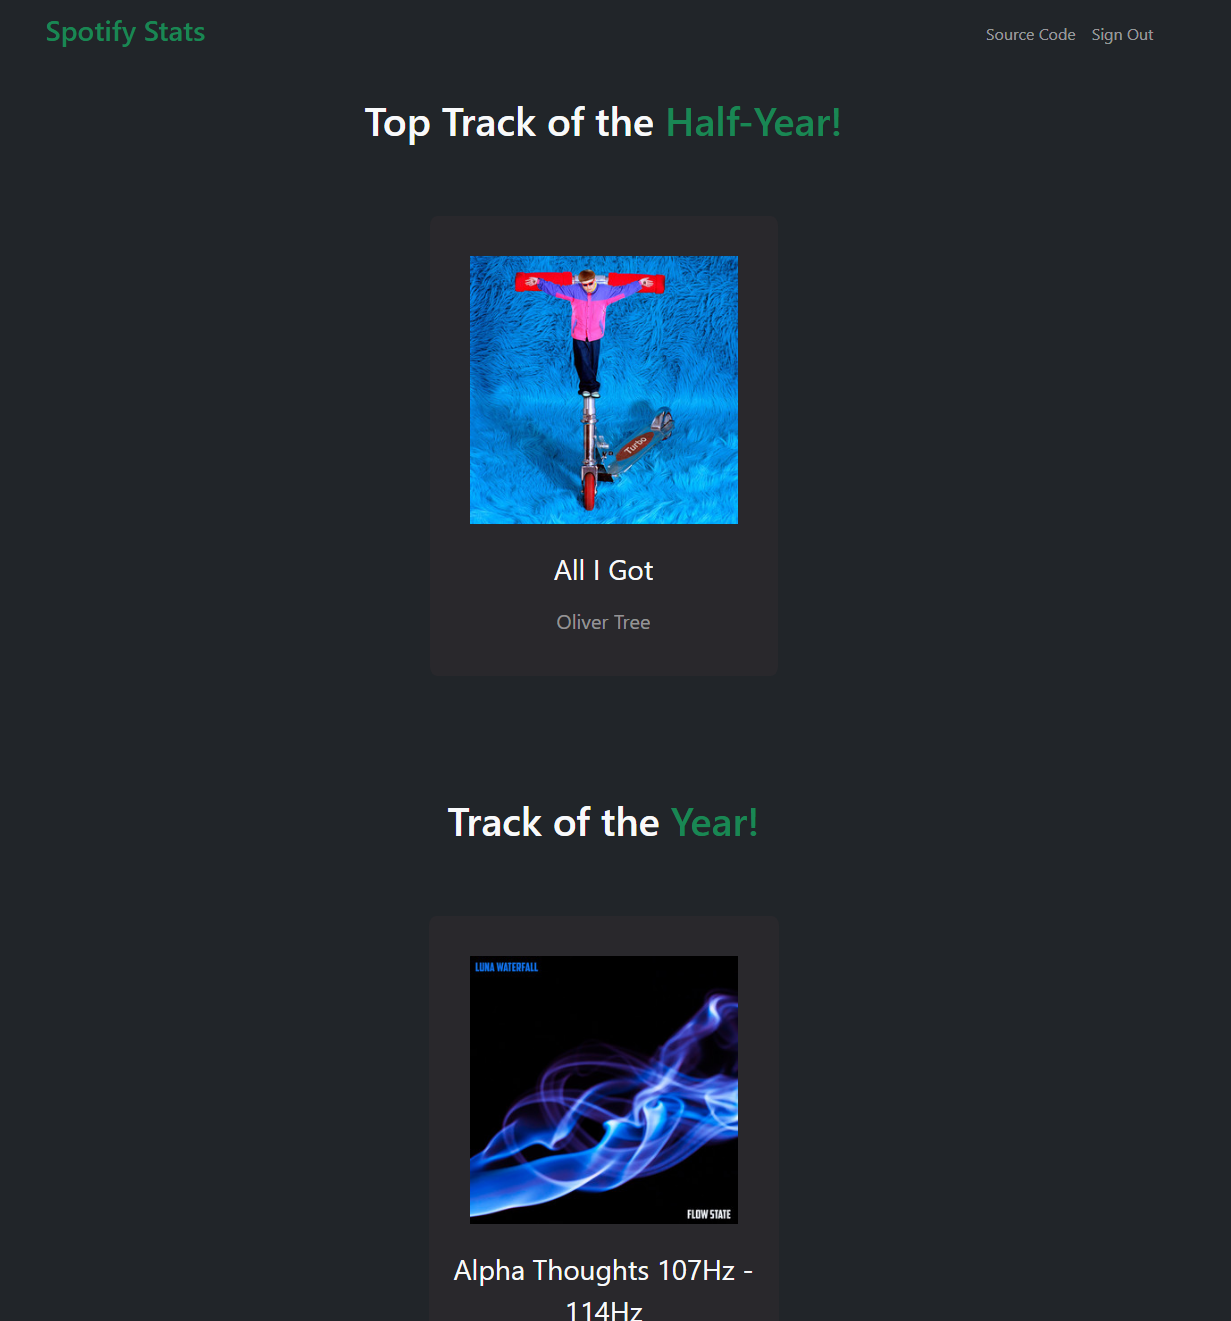 Spotify Stats
Source Code Sign Out
Top Track of the Half-Year!
Turbo
All I Got
Oliver Tree
Track of the Year!
LUNA WATERFALL
FLOW STATE
Alpha Thoughts 107Hz -
114Hz